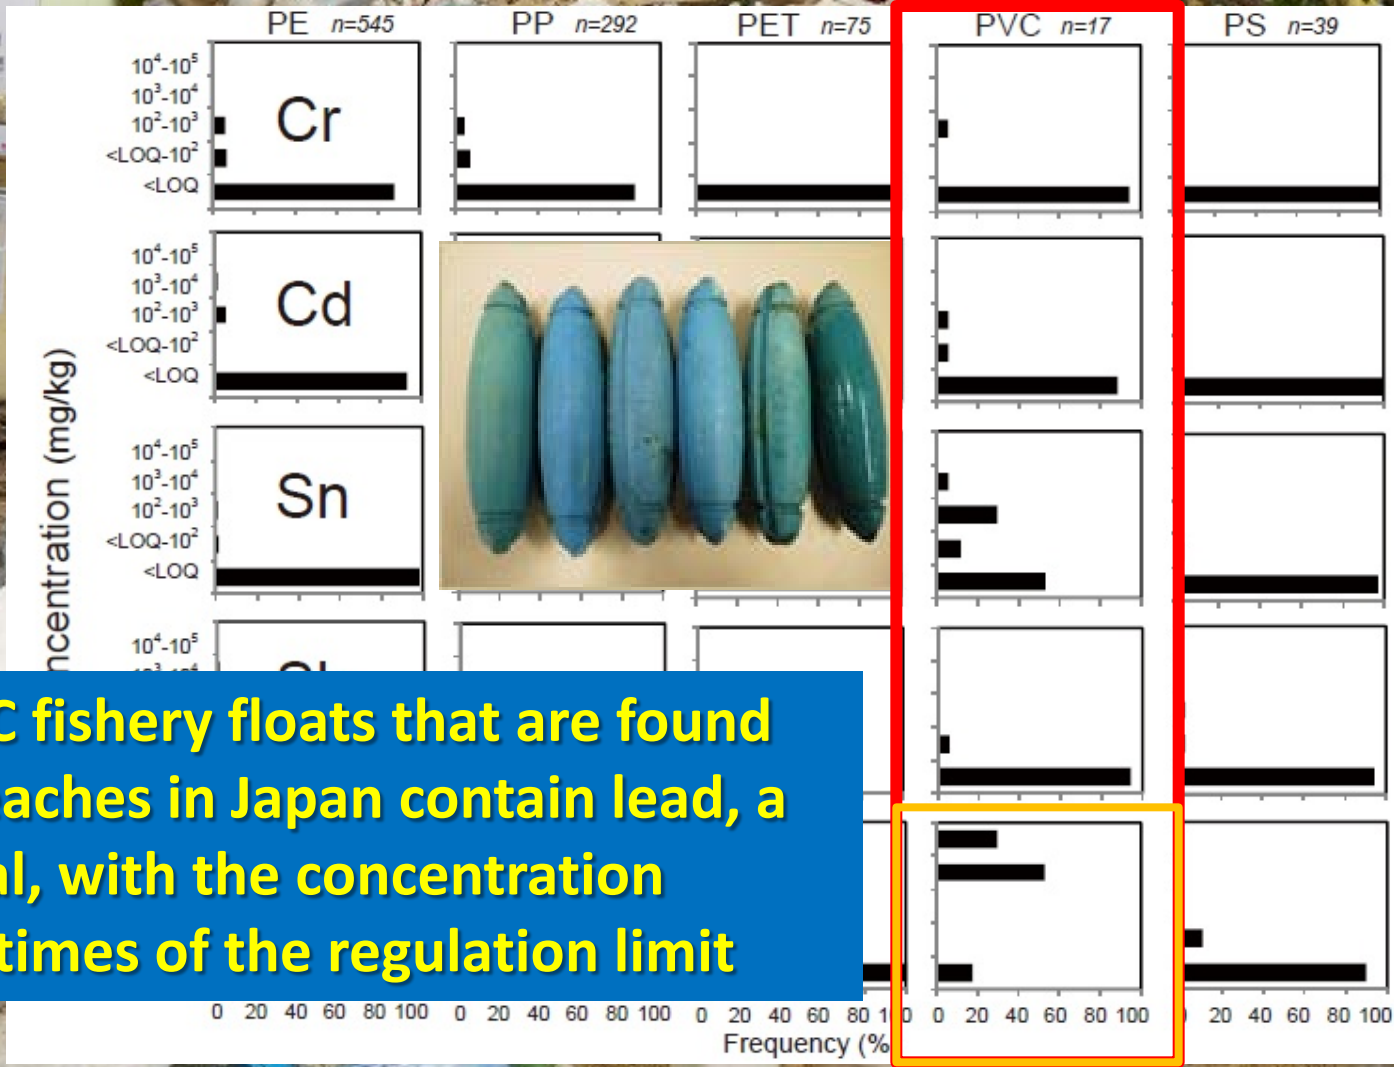 PE n=545 PP n=292 PET n=75 PVC n=17 PS n=39
10⁴-10⁵
10³-10⁴
10²-10³
<LOQ-10²
<LOQ
Cr
10⁴-10⁵
10³-10⁴
10²-10³
<LOQ-10²
<LOQ
Cd
10⁴-10⁵
10³-10⁴
10²-10³
<LOQ-10²
<LOQ
Sn
10⁴-10⁵
ncentration (mg/kg)
C fishery floats that are found
aches in Japan contain lead, a
al, with the concentration
times of the regulation limit
0 20 40 60 80 100 0 20 40 60 80 100 0 20 40 60 80 0 20 40 60 80 100 20 40 60 80 100
Frequency (%